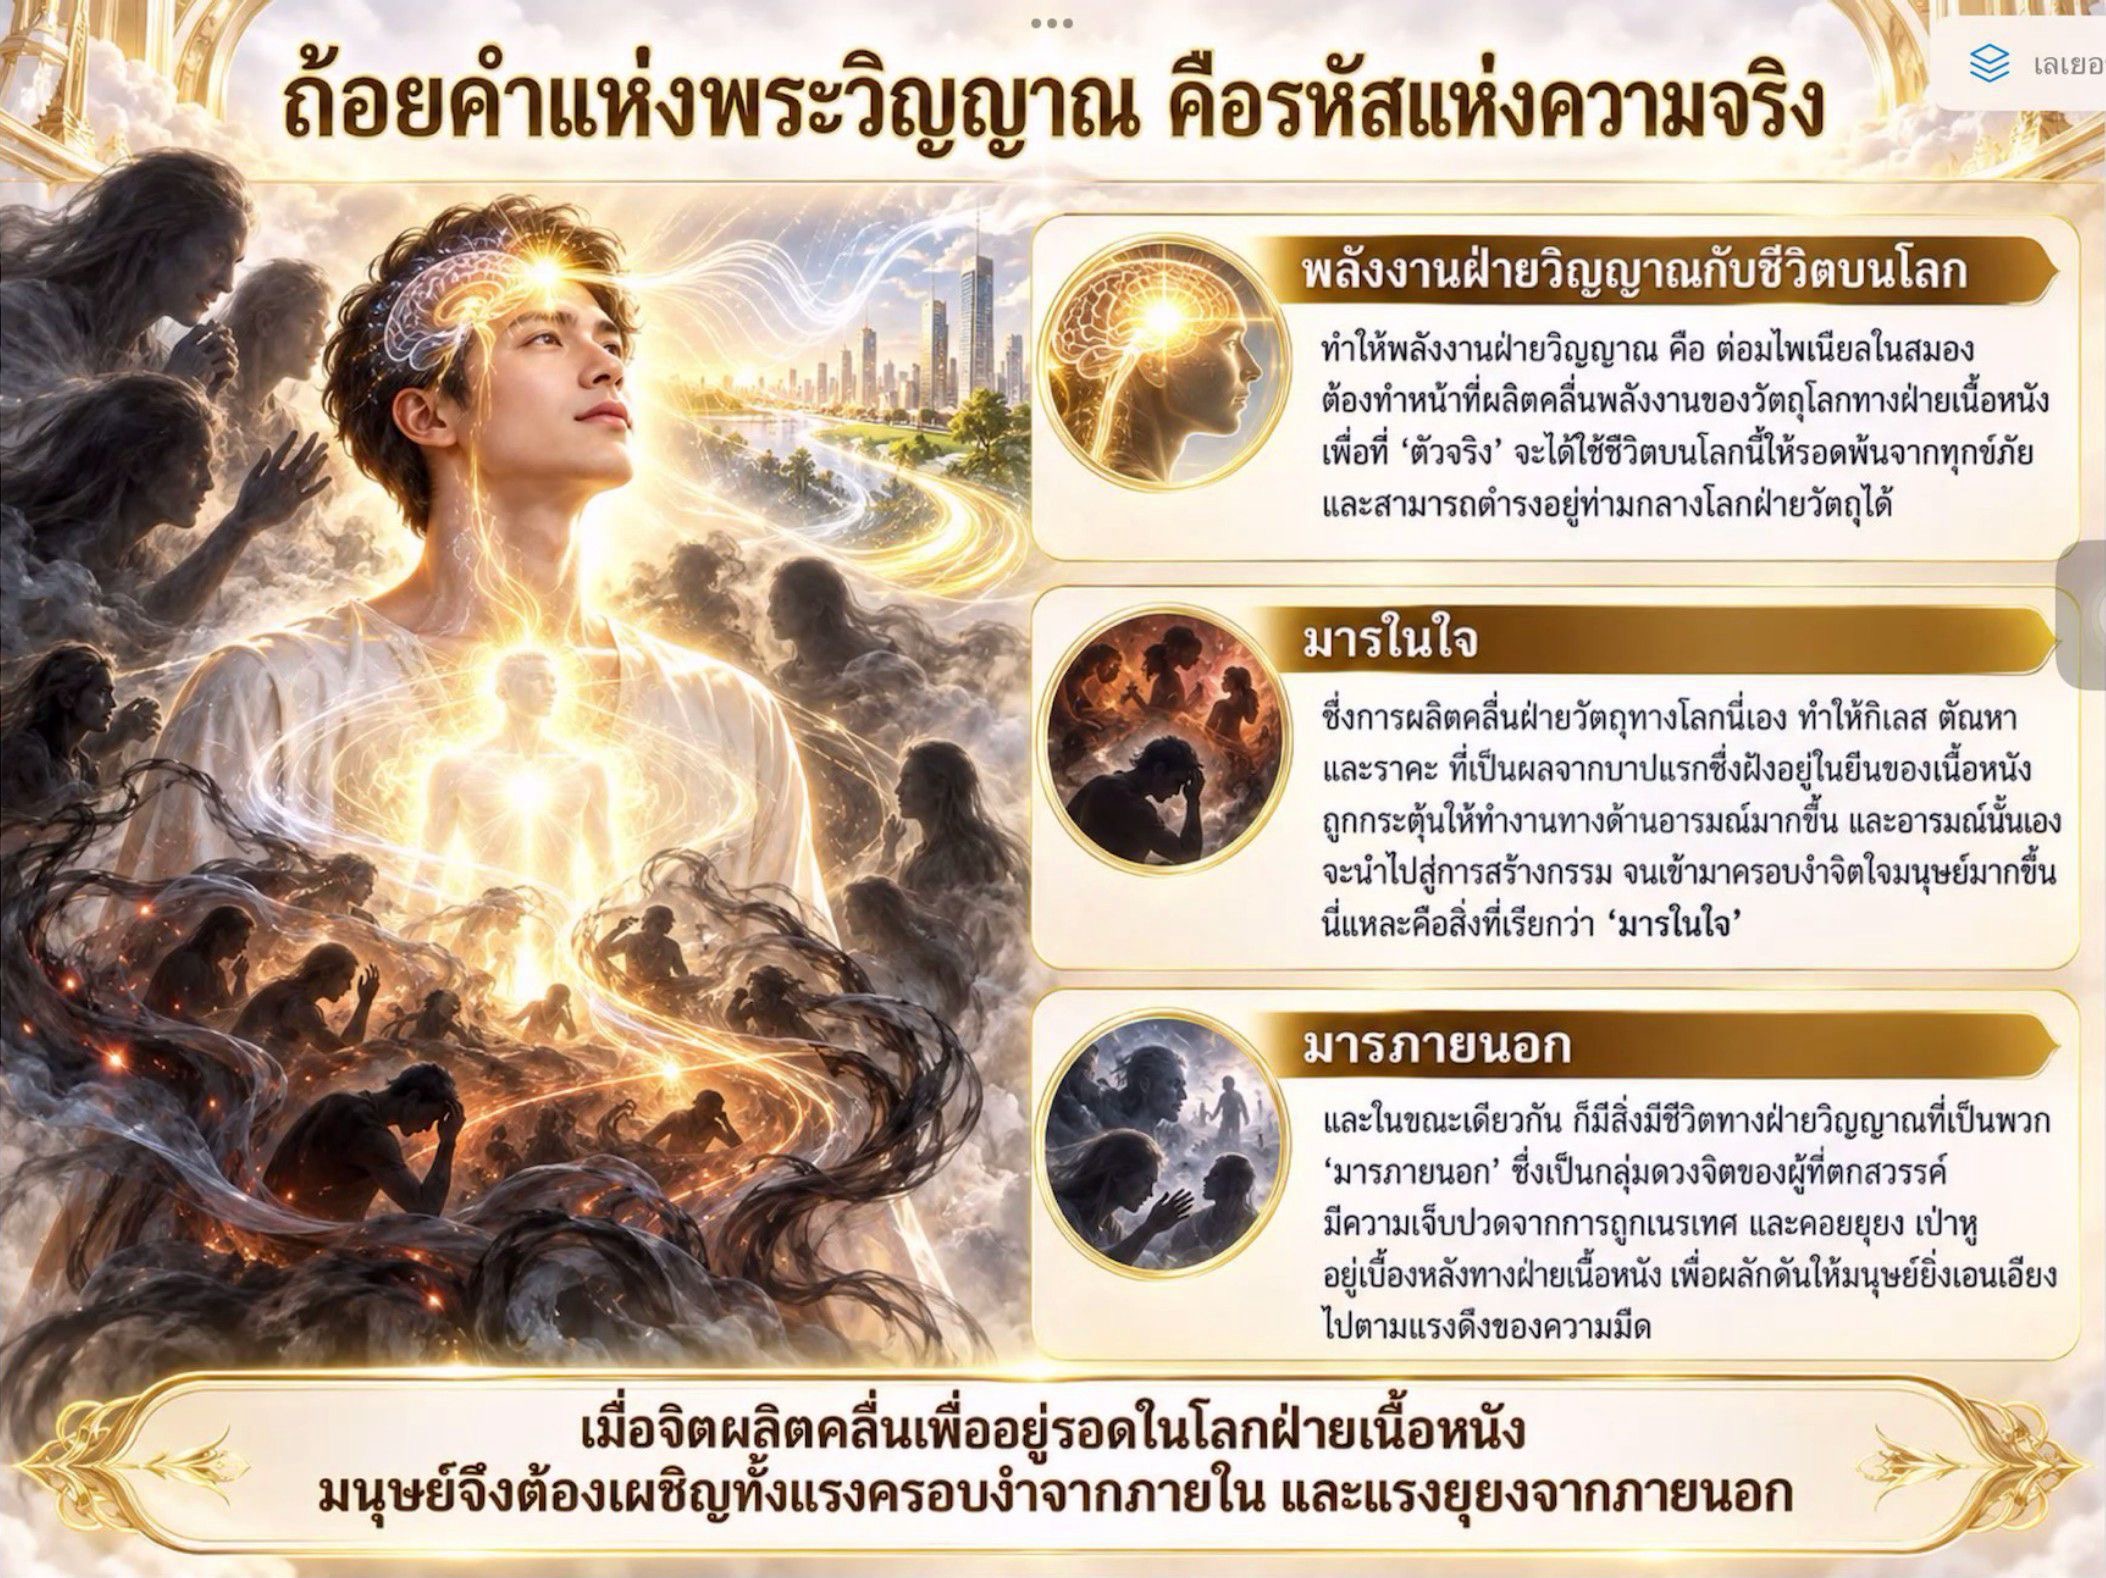 ถ้อยคำแห่งพระวิญญาณ คือรหัสแห่งความจริง
เลเยอ
พลังงานฝ่ายวิญญาณกับชีวิตบนโลก
ทำให้พลังงานฝ่ายวิญญาณ คือ ต่อมไพเนียลในสมอง
ต้องทำหน้าที่ผลิตคลื่นพลังงานของวัตถุโลกทางฝ่ายเนื้อหนัง
เพื่อที่ ‘ตัวจริง’ จะได้ใช้ชีวิตบนโลกนี้ให้รอดพ้นจากทุกข์ภัย
และสามารถดำรงอยู่ท่ามกลางโลกฝ่ายวัตถุได้
มารในใจ
ซึ่งการผลิตคลื่นฝ่ายวัตถุทางโลกนี่เอง ทำให้กิเลส ตัณหา
และราคะ ที่เป็นผลจากบาปแรกซึ่งฝังอยู่ในยีนของเนื้อหนัง
ถูกกระตุ้นให้ทำงานทางด้านอารมณ์มากขึ้น และอารมณ์นั้นเอง
จะนำไปสู่การสร้างกรรม จนเข้ามาครอบงำจิตใจมนุษย์มากขึ้น
นี่แหละคือสิ่งที่เรียกว่า ‘มารในใจ’
มารภายนอก
และในขณะเดียวกัน ก็มีสิ่งมีชีวิตทางฝ่ายวิญญาณที่เป็นพวก
‘มารภายนอก’ ซึ่งเป็นกลุ่มดวงจิตของผู้ที่ตกสวรรค์
มีความเจ็บปวดจากการถูกเนรเทศ และคอยยุยง เป่าหู
อยู่เบื้องหลังทางฝ่ายเนื้อหนัง เพื่อผลักดันให้มนุษย์ยิ่งเอนเอียง
ไปตามแรงดึงของความมืด
เมื่อจิตผลิตคลื่นเพื่ออยู่รอดในโลกฝ่ายเนื้อหนัง
มนุษย์จึงต้องเผชิญทั้งแรงครอบงำจากภายใน และแรงยุยงจากภายนอก